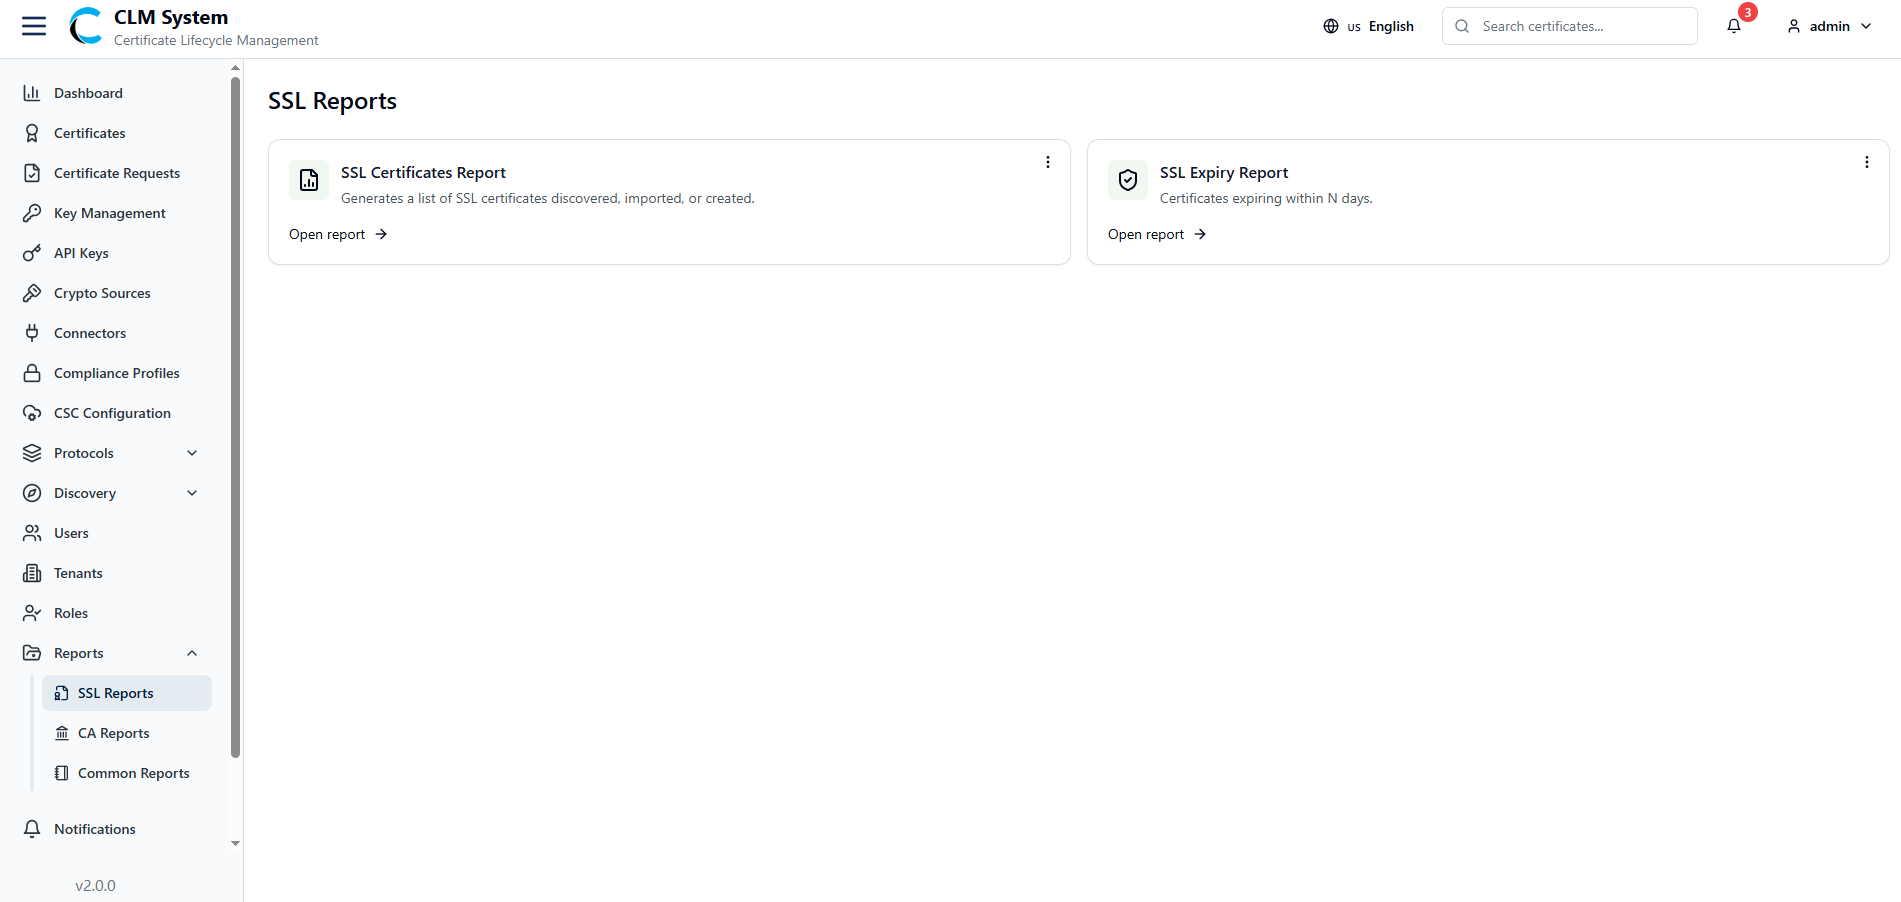 CLM System
Certificate Lifecycle Management
us English
Search certificates...
3
admin
Dashboard
Certificates
Certificate Requests
Key Management
API Keys
Crypto Sources
Connectors
Compliance Profiles
CSC Configuration
Protocols
Discovery
Users
Tenants
Roles
Reports
SSL Reports
CA Reports
Common Reports
Notifications
v2.0.0
SSL Reports
SSL Certificates Report
Generates a list of SSL certificates discovered, imported, or created.
Open report
SSL Expiry Report
Certificates expiring within N days.
Open report